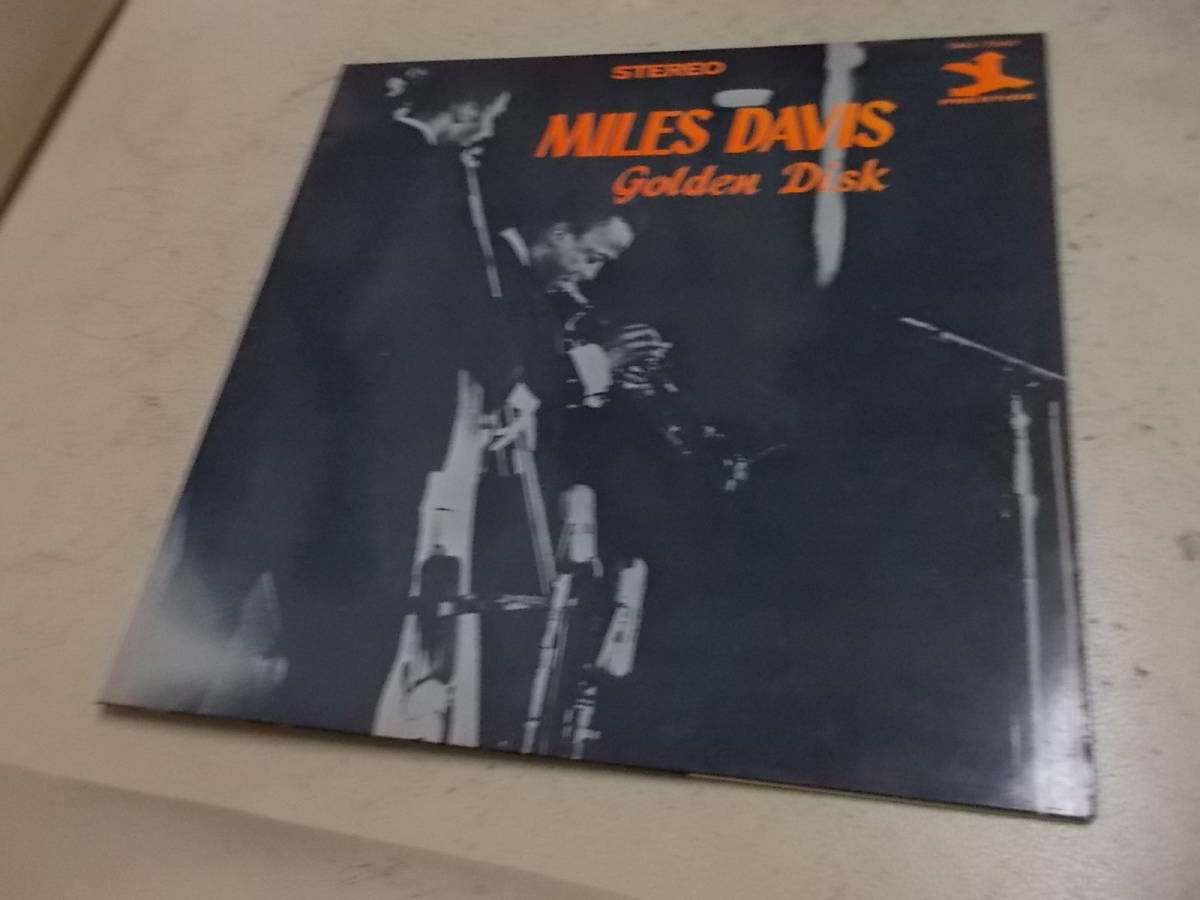 STEREO
MILES DAVIS
Golden Disk